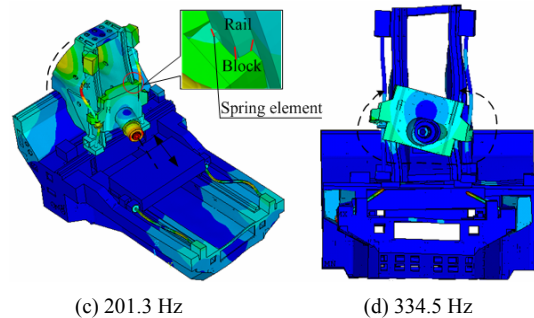 Rail
Block
Spring element
(c) 201.3 Hz
(d) 334.5 Hz